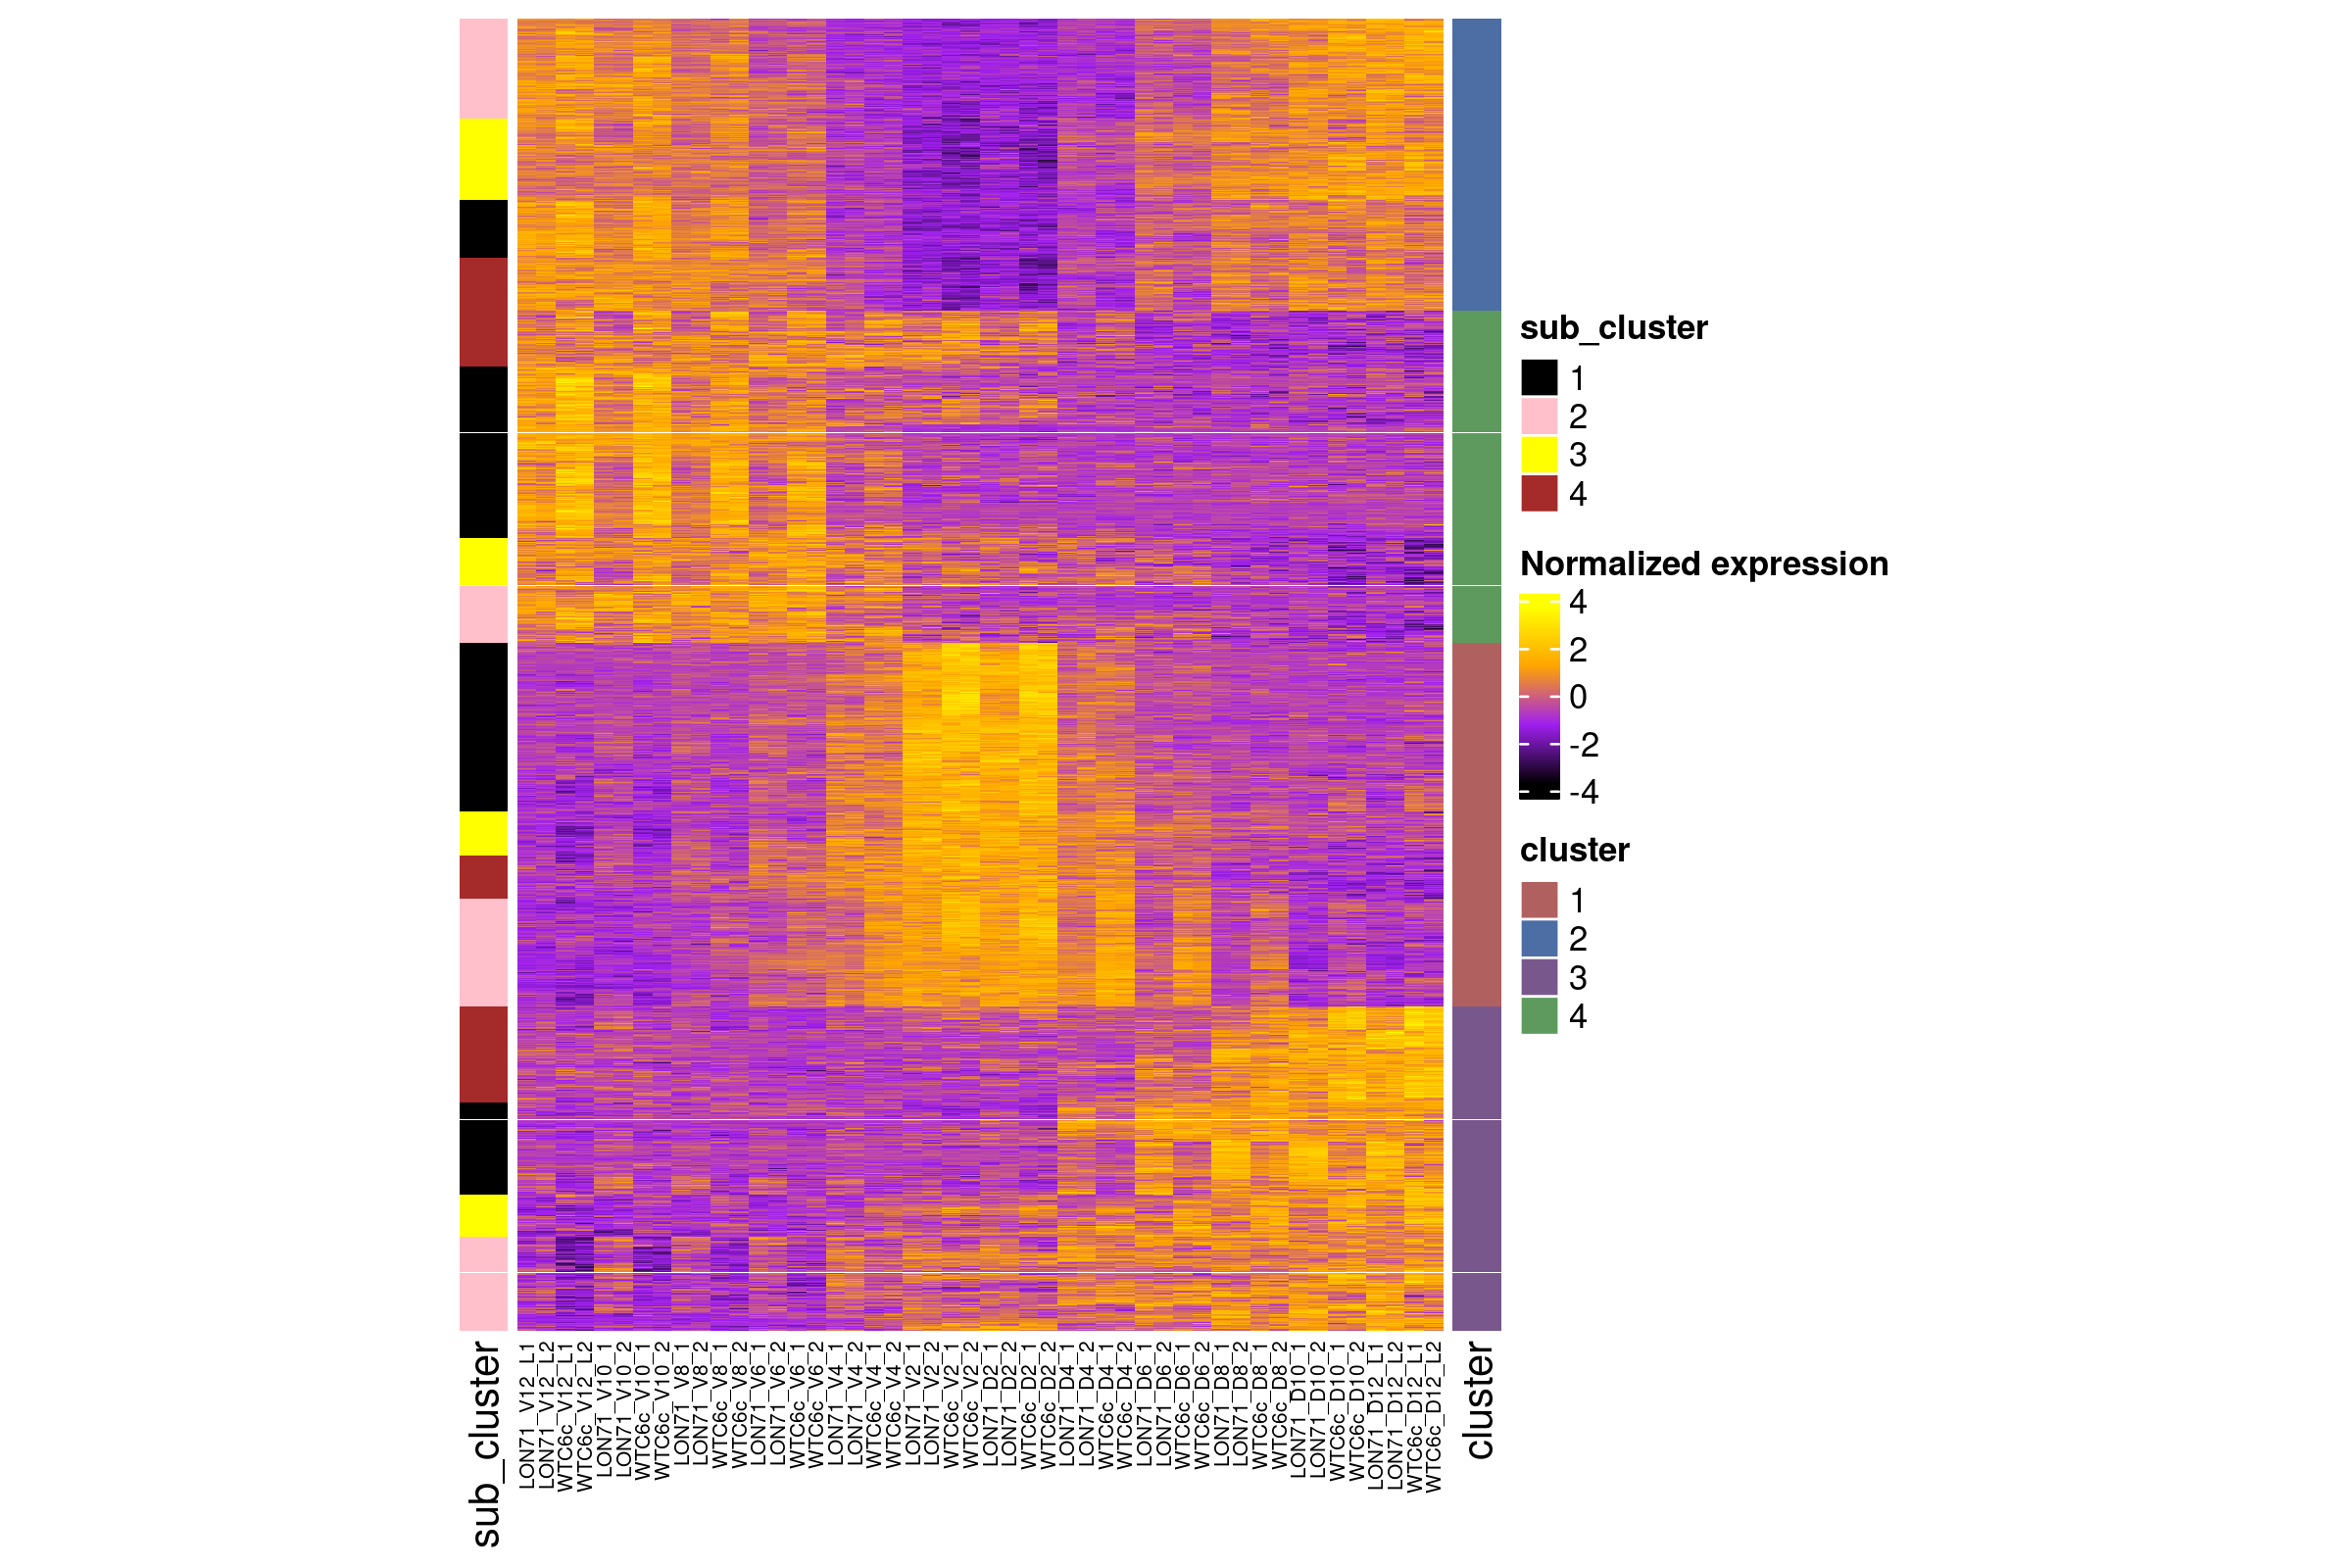 sub_cluster
1
2
3
4
Normalized expression
4
2
0
-2
-4
cluster
1
2
3
4
sub_cluster
LON71_V12_L1
LON71_V12_L2
WTC6c_V12_L1
WTC6c_V12_L2
LON71_V10_1
LON71_V10_2
WTC6c_V10_1
WTC6c_V10_2
LON71_V8_1
LON71_V8_2
WTC6c_V8_1
WTC6c_V8_2
LON71_V6_1
LON71_V6_2
WTC6c_V6_1
WTC6c_V6_2
LON71_V4_1
LON71_V4_2
WTC6c_V4_1
WTC6c_V4_2
LON71_V2_1
LON71_V2_2
WTC6c_V2_1
WTC6c_V2_2
LON71_D2_1
LON71_D2_2
WTC6c_D2_1
WTC6c_D2_2
LON71_D4_1
LON71_D4_2
WTC6c_D4_1
WTC6c_D4_2
LON71_D6_1
LON71_D6_2
WTC6c_D6_1
WTC6c_D6_2
LON71_D8_1
LON71_D8_2
WTC6c_D8_1
WTC6c_D8_2
LON71_D10_1
LON71_D10_2
WTC6c_D10_1
WTC6c_D10_2
LON71_D12_L1
LON71_D12_L2
WTC6c_D12_L1
WTC6c_D12_L2
cluster